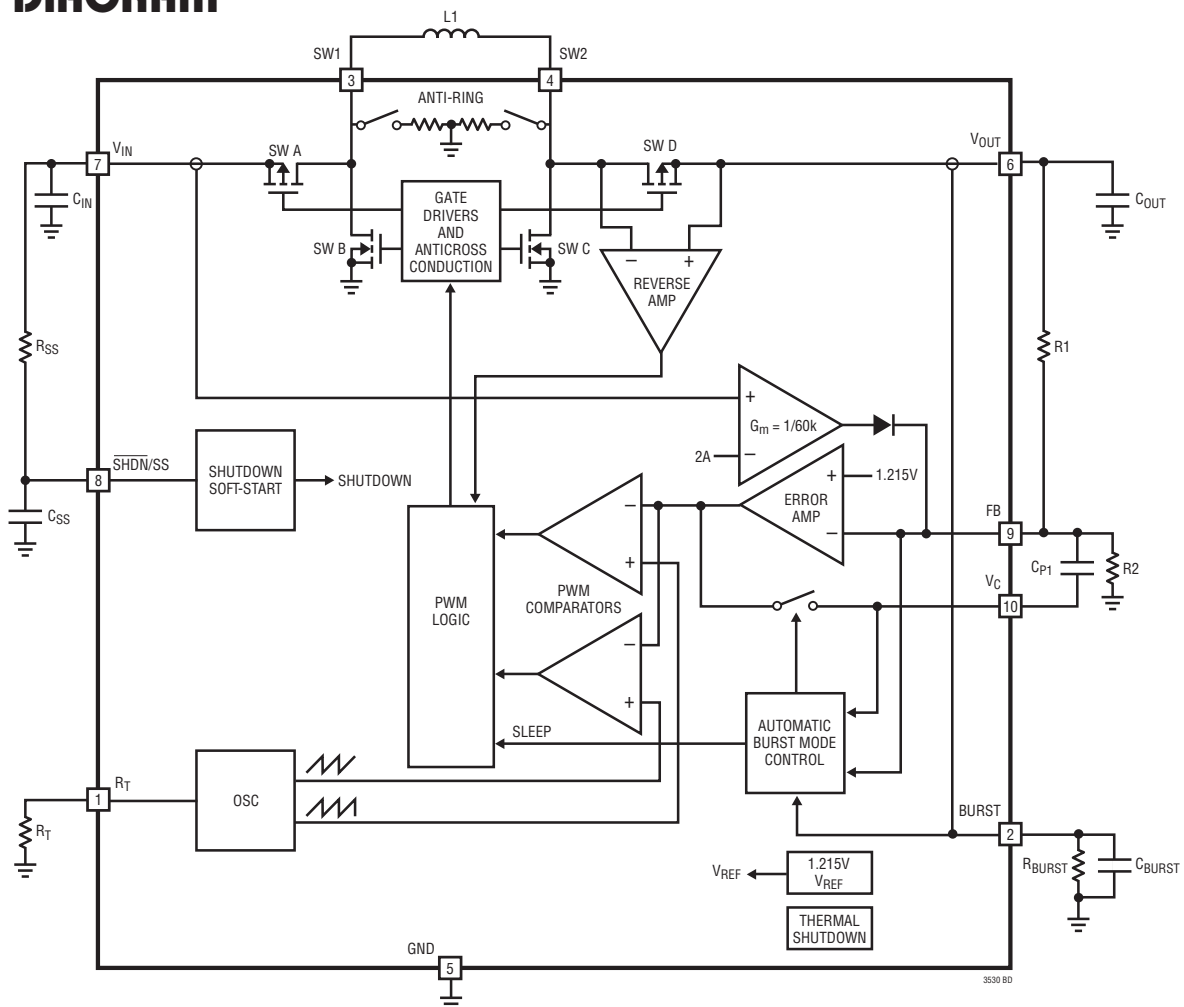 L1
SW1
SW2
3
4
ANTI-RING
VIN
7
SW A
SW D
VOUT
6
CIN
COUT
GATE
DRIVERS
AND
ANTICROSS
CONDUCTION
SW B
SW C
–
+
REVERSE
AMP
RSS
R1
+
Gm = 1/60k
2A
–
SHDN/SS
8
SHUTDOWN
SOFT-START
SHUTDOWN
+
1.215V
ERROR
AMP
–
FB
9
CSS
–
+
PWM
COMPARATORS
PWM
LOGIC
–
+
CP1
R2
VC
10
SLEEP
AUTOMATIC
BURST MODE
CONTROL
RT
1
OSC
RT
BURST
2
RBURST
CBURST
VREF
1.215V
VREF
THERMAL
SHUTDOWN
GND
5
3530 BD